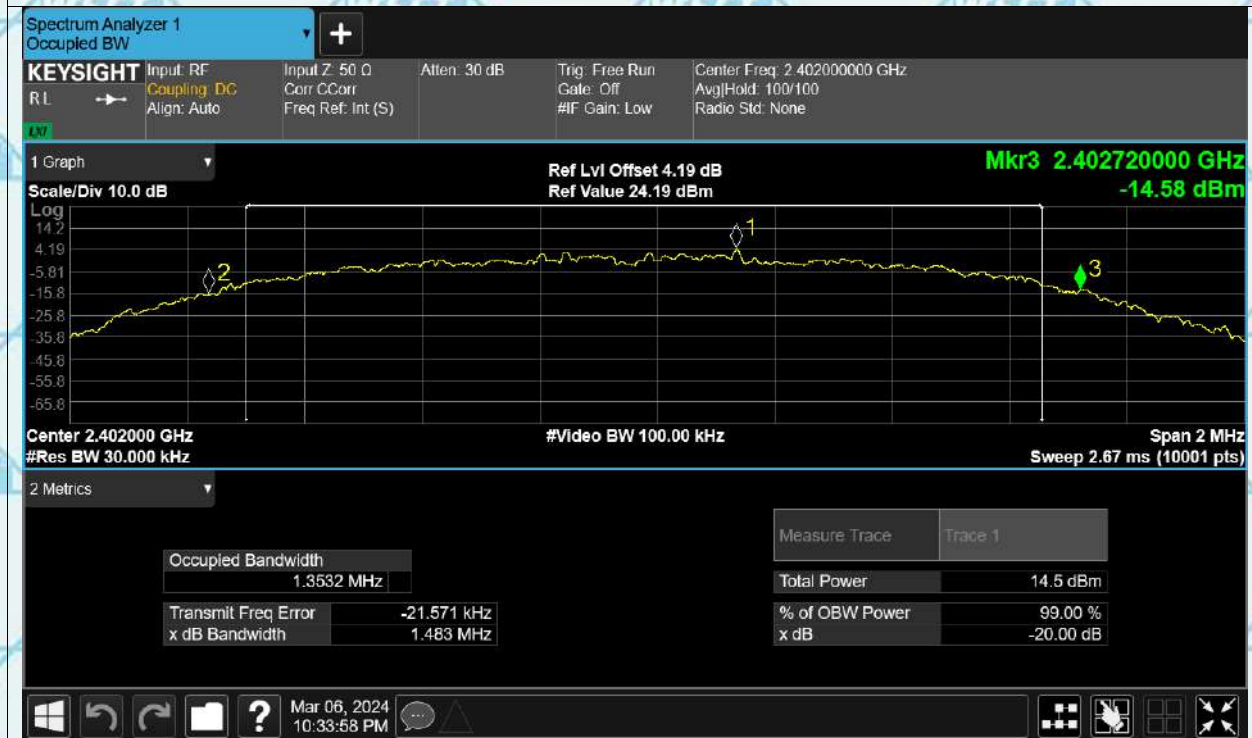 Spectrum Analyzer 1
Occupied BW
+
KEYSIGHT
RL
LXI
Input: RF
Coupling: DC
Align: Auto
Input Z: 50 Ω
Corr CCorr
Freq Ref: Int (S)
Atten: 30 dB
Trig: Free Run
Gate: Off
#IF Gain: Low
Center Freq: 2.402000000 GHz
Avg|Hold: 100/100
Radio Std: None
1 Graph
Scale/Div 10.0 dB
Ref Lvl Offset 4.19 dB
Ref Value 24.19 dBm
Mkr3 2.402720000 GHz
-14.58 dBm
Log
14.2
4.19
-5.81
-15.8
-25.8
-35.8
-45.8
-55.8
-65.8
1
2
3
Center 2.402000 GHz
#Res BW 30.000 kHz
#Video BW 100.00 kHz
Span 2 MHz
Sweep 2.67 ms (10001 pts)
2 Metrics
Measure Trace Trace 1
Occupied Bandwidth
1.3532 MHz
Total Power 14.5 dBm
Transmit Freq Error -21.571 kHz
% of OBW Power 99.00 %
x dB Bandwidth 1.483 MHz
x dB -20.00 dB
?
Mar 06, 2024
10:33:58 PM